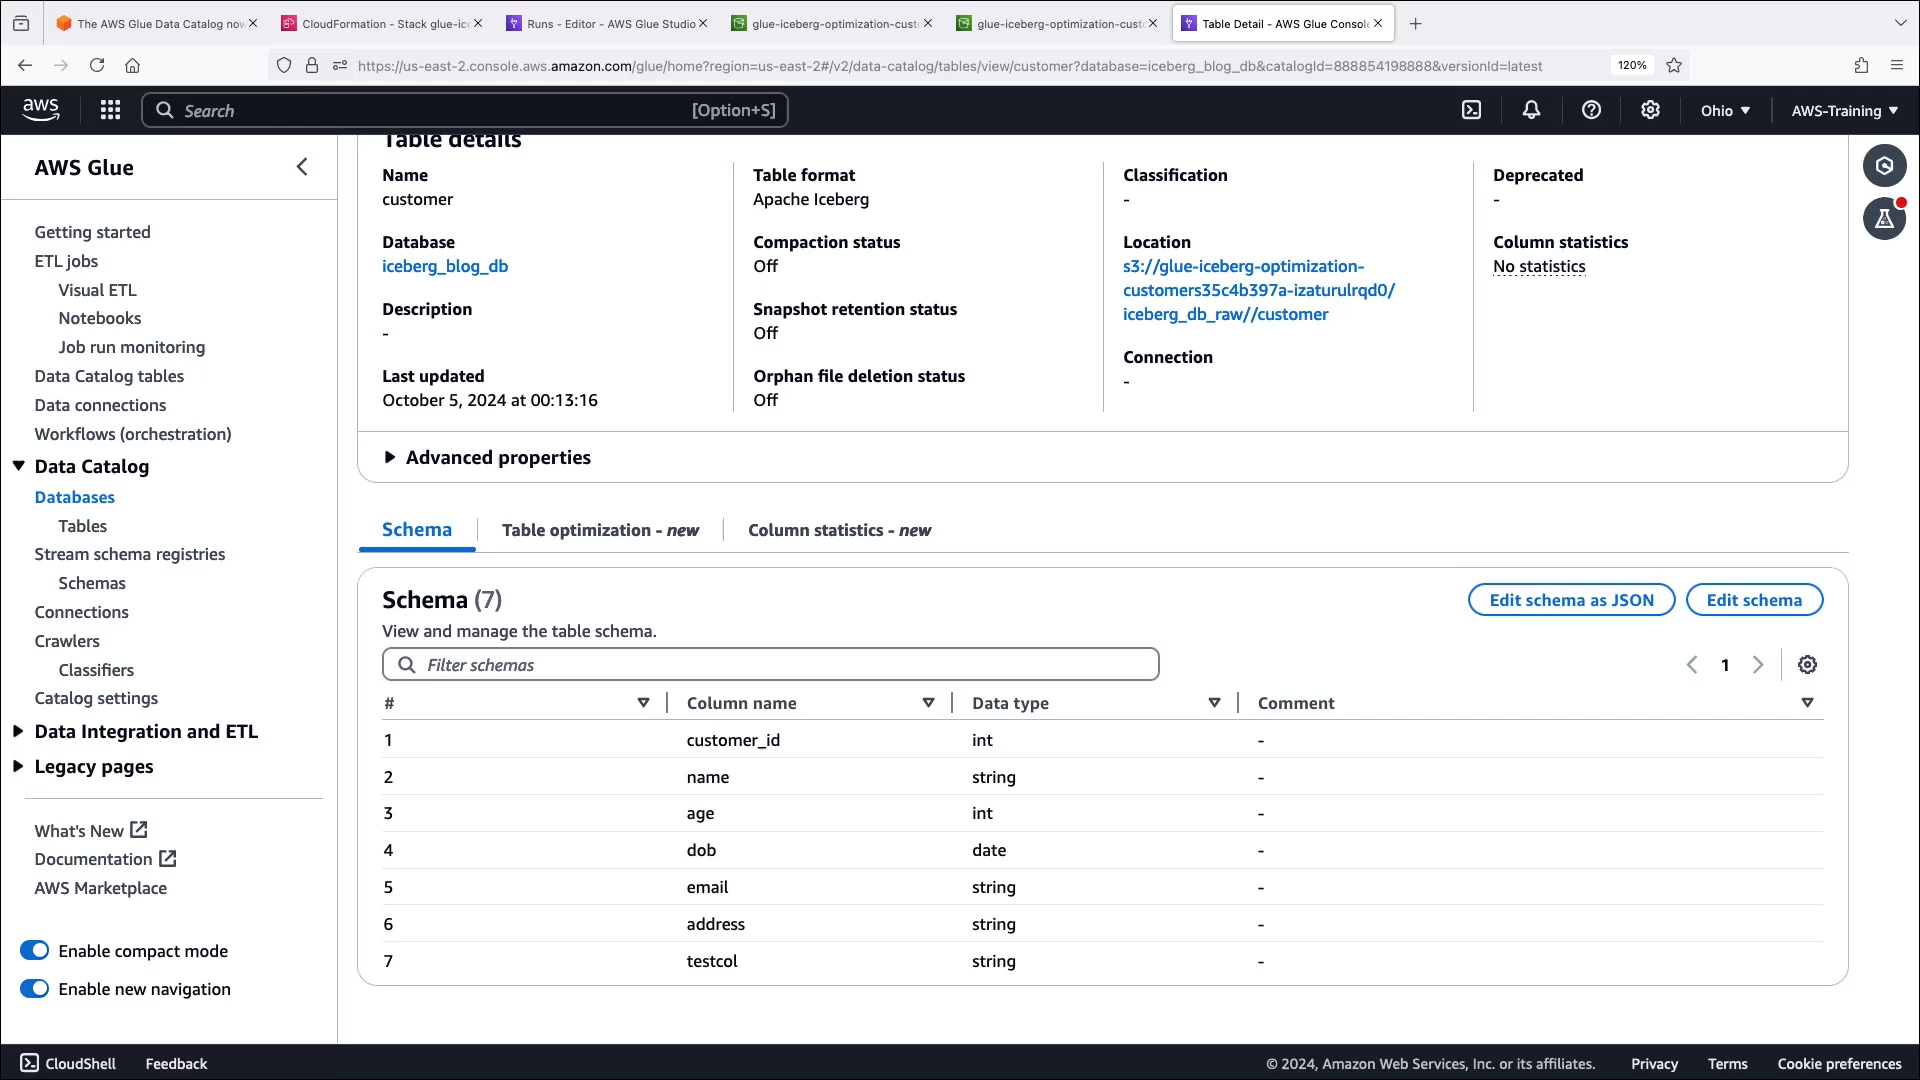 The AWS Glue Data Catalog now
CloudFormation - Stack glue-ice
Runs - Editor - AWS Glue Studio
glue-iceberg-optimization-cust
glue-iceberg-optimization-cust
Table Detail - AWS Glue Console
https://us-east-2.console.aws.amazon.com/glue/home?region=us-east-2#/v2/data-catalog/tables/view/customer?database=iceberg_blog_db&catalogId=888854198888&versionId=latest
120%
aws
Search
[Option+S]
Ohio
AWS-Training
AWS Glue
Getting started
ETL jobs
Visual ETL
Notebooks
Job run monitoring
Data Catalog tables
Data connections
Workflows (orchestration)
Data Catalog
Databases
Tables
Stream schema registries
Schemas
Connections
Crawlers
Classifiers
Catalog settings
Data Integration and ETL
Legacy pages
What's New
Documentation
AWS Marketplace
Enable compact mode
Enable new navigation
Table details
Name
customer
Database
iceberg_blog_db
Description
-
Last updated
October 5, 2024 at 00:13:16
Table format
Apache Iceberg
Compaction status
Off
Snapshot retention status
Off
Orphan file deletion status
Off
Classification
-
Location
s3://glue-iceberg-optimization-
customers35c4b397a-izaturulrqd0/
iceberg_db_raw//customer
Connection
-
Deprecated
-
Column statistics
No statistics
Advanced properties
Schema
Table optimization - new
Column statistics - new
Schema (7)
Edit schema as JSON
Edit schema
View and manage the table schema.
Filter schemas
1
# Column name Data type Comment
1 customer_id int -
2 name string -
3 age int -
4 dob date -
5 email string -
6 address string -
7 testcol string -
CloudShell
Feedback
© 2024, Amazon Web Services, Inc. or its affiliates.
Privacy
Terms
Cookie preferences